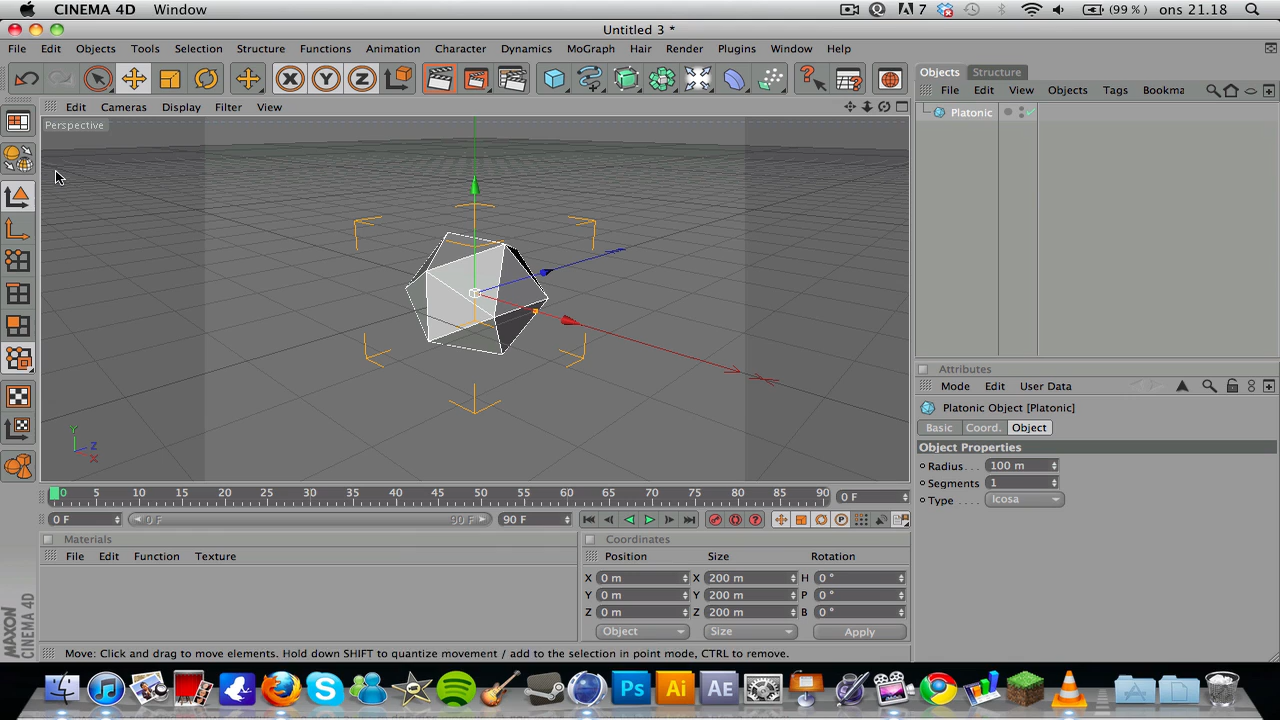 CINEMA 4D Window 7 (99 %) ons 21.18
Untitled 3 *
File Edit Objects Tools Selection Structure Functions Animation Character Dynamics MoGraph Hair Render Plugins Window Help
X Y Z
Objects Structure
File Edit View Objects Tags Bookma
Edit Cameras Display Filter View
Perspective
Platonic
Y
Z
X
Attributes
Mode Edit User Data
Platonic Object [Platonic]
Basic Coord. Object
Object Properties
Radius . . . 100 m
Segments 1
Type . . . . Icosa
0 5 10 15 20 25 30 35 40 45 50 55 60 65 70 75 80 85 90 0 F
0 F 0 F 90 F 90 F
Materials
File Edit Function Texture
Coordinates
Position Size Rotation
X 0 m X 200 m H 0 °
Y 0 m Y 200 m P 0 °
Z 0 m Z 200 m B 0 °
Object Size Apply
MAXON
CINEMA 4D
Move: Click and drag to move elements. Hold down SHIFT to quantize movement / add to the selection in point mode, CTRL to remove.
Ps Ai AE